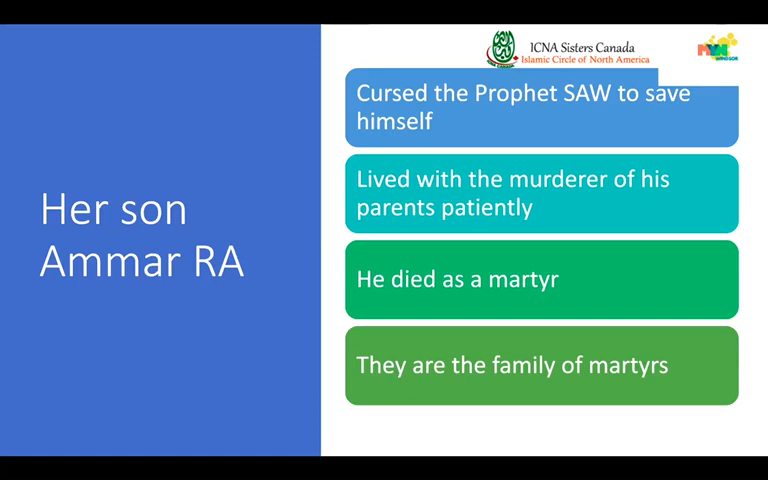 ICNA Sisters Canada
Islamic Circle of North America
Her son
Ammar RA
Cursed the Prophet SAW to save
himself
Lived with the murderer of his
parents patiently
He died as a martyr
They are the family of martyrs